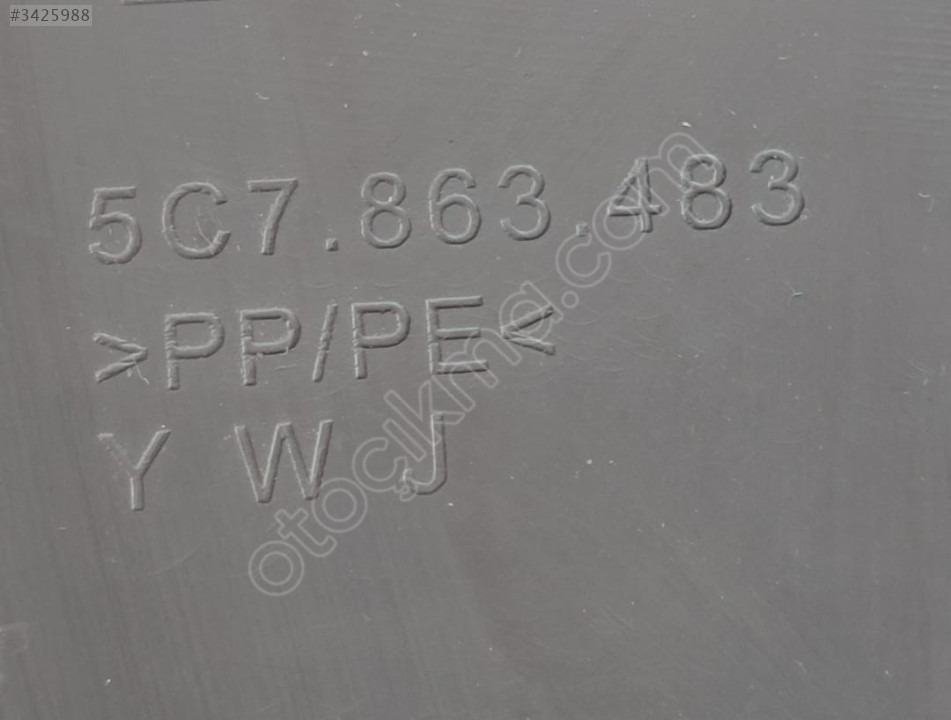 #3425988
5C7.863.483
>PP/PE<
Y W J
otoçıkma.com